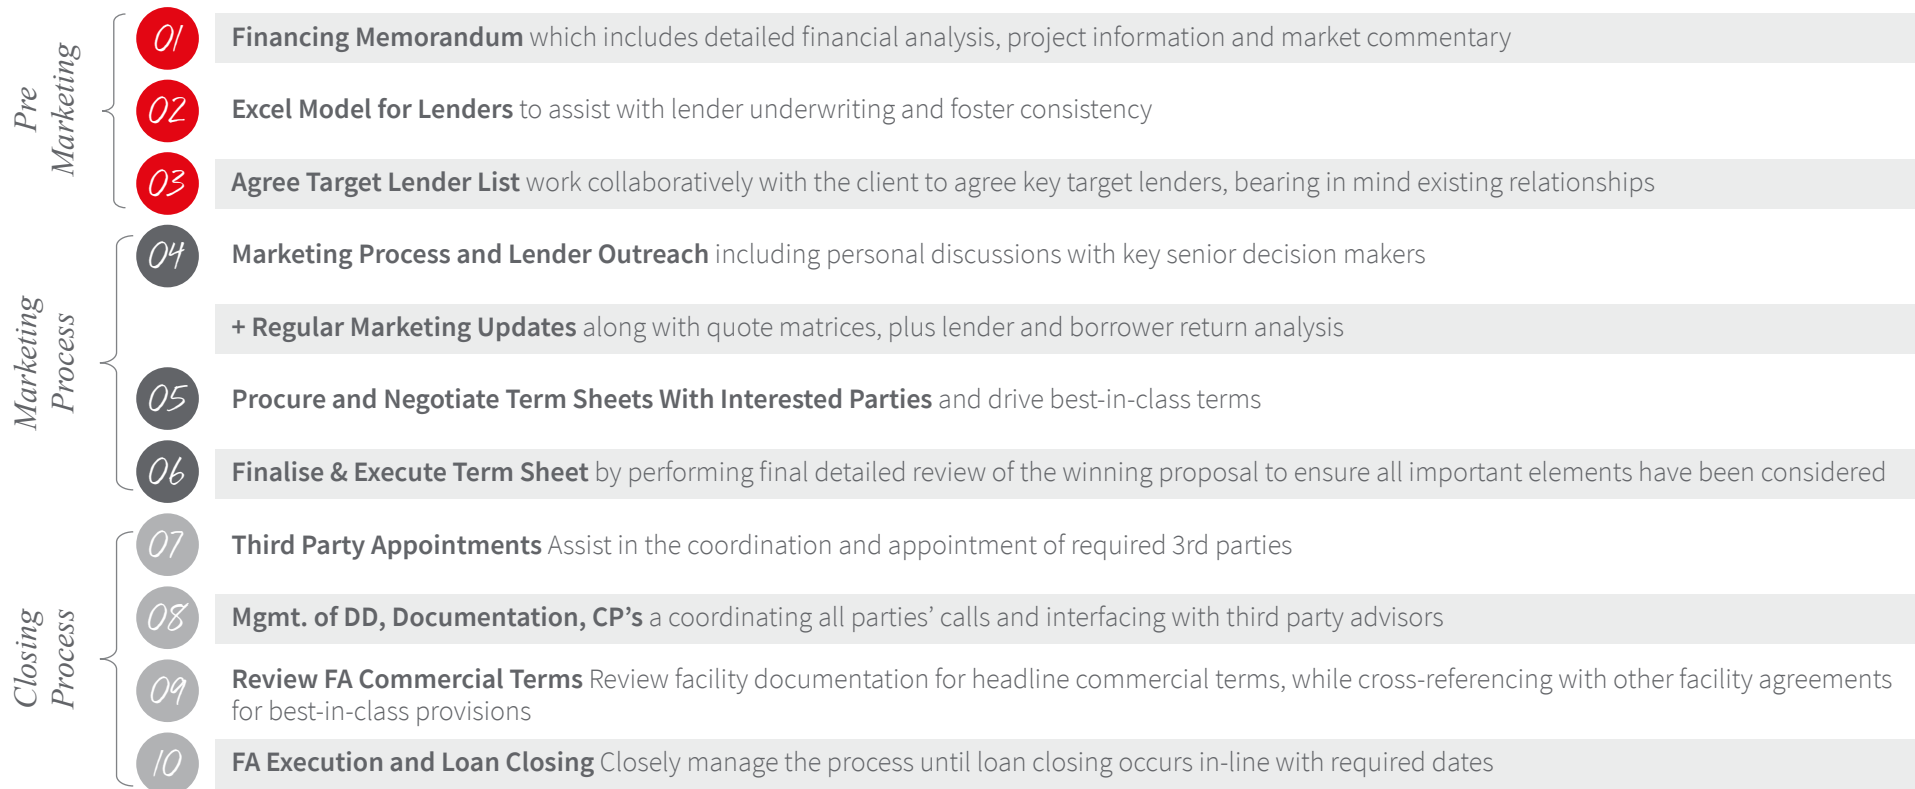 Pre
Marketing
01 Financing Memorandum which includes detailed financial analysis, project information and market commentary
02 Excel Model for Lenders to assist with lender underwriting and foster consistency
03 Agree Target Lender List work collaboratively with the client to agree key target lenders, bearing in mind existing relationships
Marketing
Process
04 Marketing Process and Lender Outreach including personal discussions with key senior decision makers
+ Regular Marketing Updates along with quote matrices, plus lender and borrower return analysis
05 Procure and Negotiate Term Sheets With Interested Parties and drive best-in-class terms
06 Finalise & Execute Term Sheet by performing final detailed review of the winning proposal to ensure all important elements have been considered
Closing
Process
07 Third Party Appointments Assist in the coordination and appointment of required 3rd parties
08 Mgmt. of DD, Documentation, CP’s a coordinating all parties’ calls and interfacing with third party advisors
09 Review FA Commercial Terms Review facility documentation for headline commercial terms, while cross-referencing with other facility agreements
for best-in-class provisions
10 FA Execution and Loan Closing Closely manage the process until loan closing occurs in-line with required dates